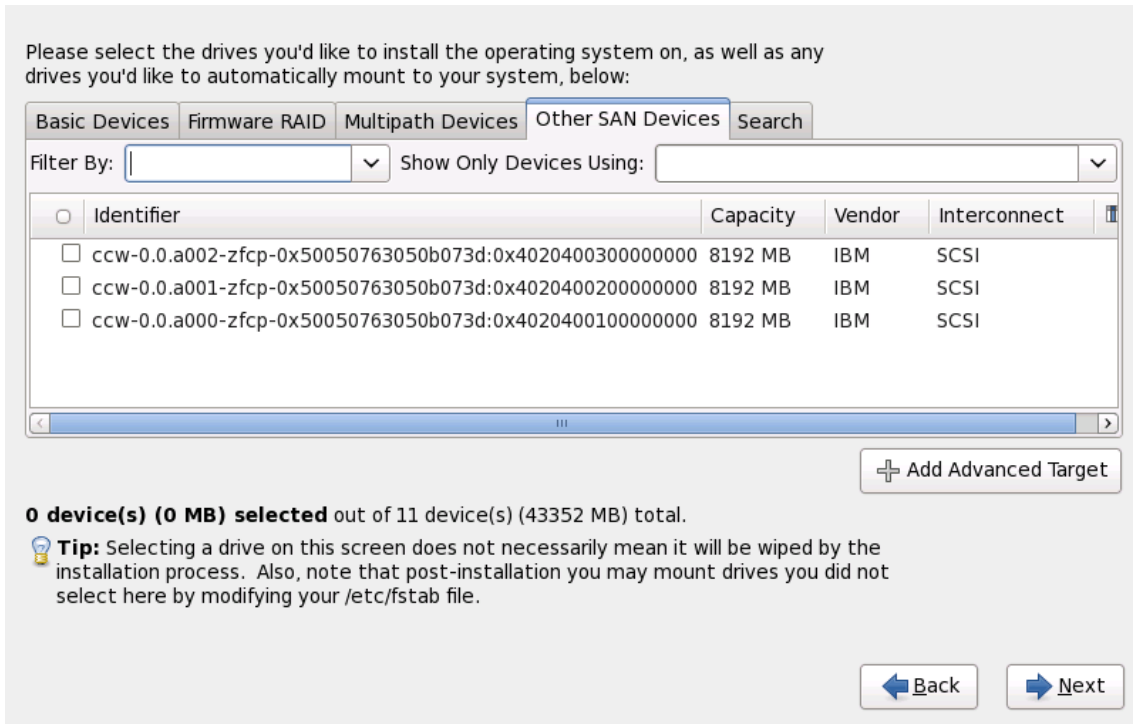 Please select the drives you'd like to install the operating system on, as well as any
drives you'd like to automatically mount to your system, below:
Basic Devices Firmware RAID Multipath Devices Other SAN Devices Search
Filter By: Show Only Devices Using:
Identifier Capacity Vendor Interconnect
ccw-0.0.a002-zfcp-0x50050763050b073d:0x4020400300000000 8192 MB IBM SCSI
ccw-0.0.a001-zfcp-0x50050763050b073d:0x4020400200000000 8192 MB IBM SCSI
ccw-0.0.a000-zfcp-0x50050763050b073d:0x4020400100000000 8192 MB IBM SCSI
Add Advanced Target
0 device(s) (0 MB) selected out of 11 device(s) (43352 MB) total.
Tip: Selecting a drive on this screen does not necessarily mean it will be wiped by the
installation process.  Also, note that post-installation you may mount drives you did not
select here by modifying your /etc/fstab file.
Back Next